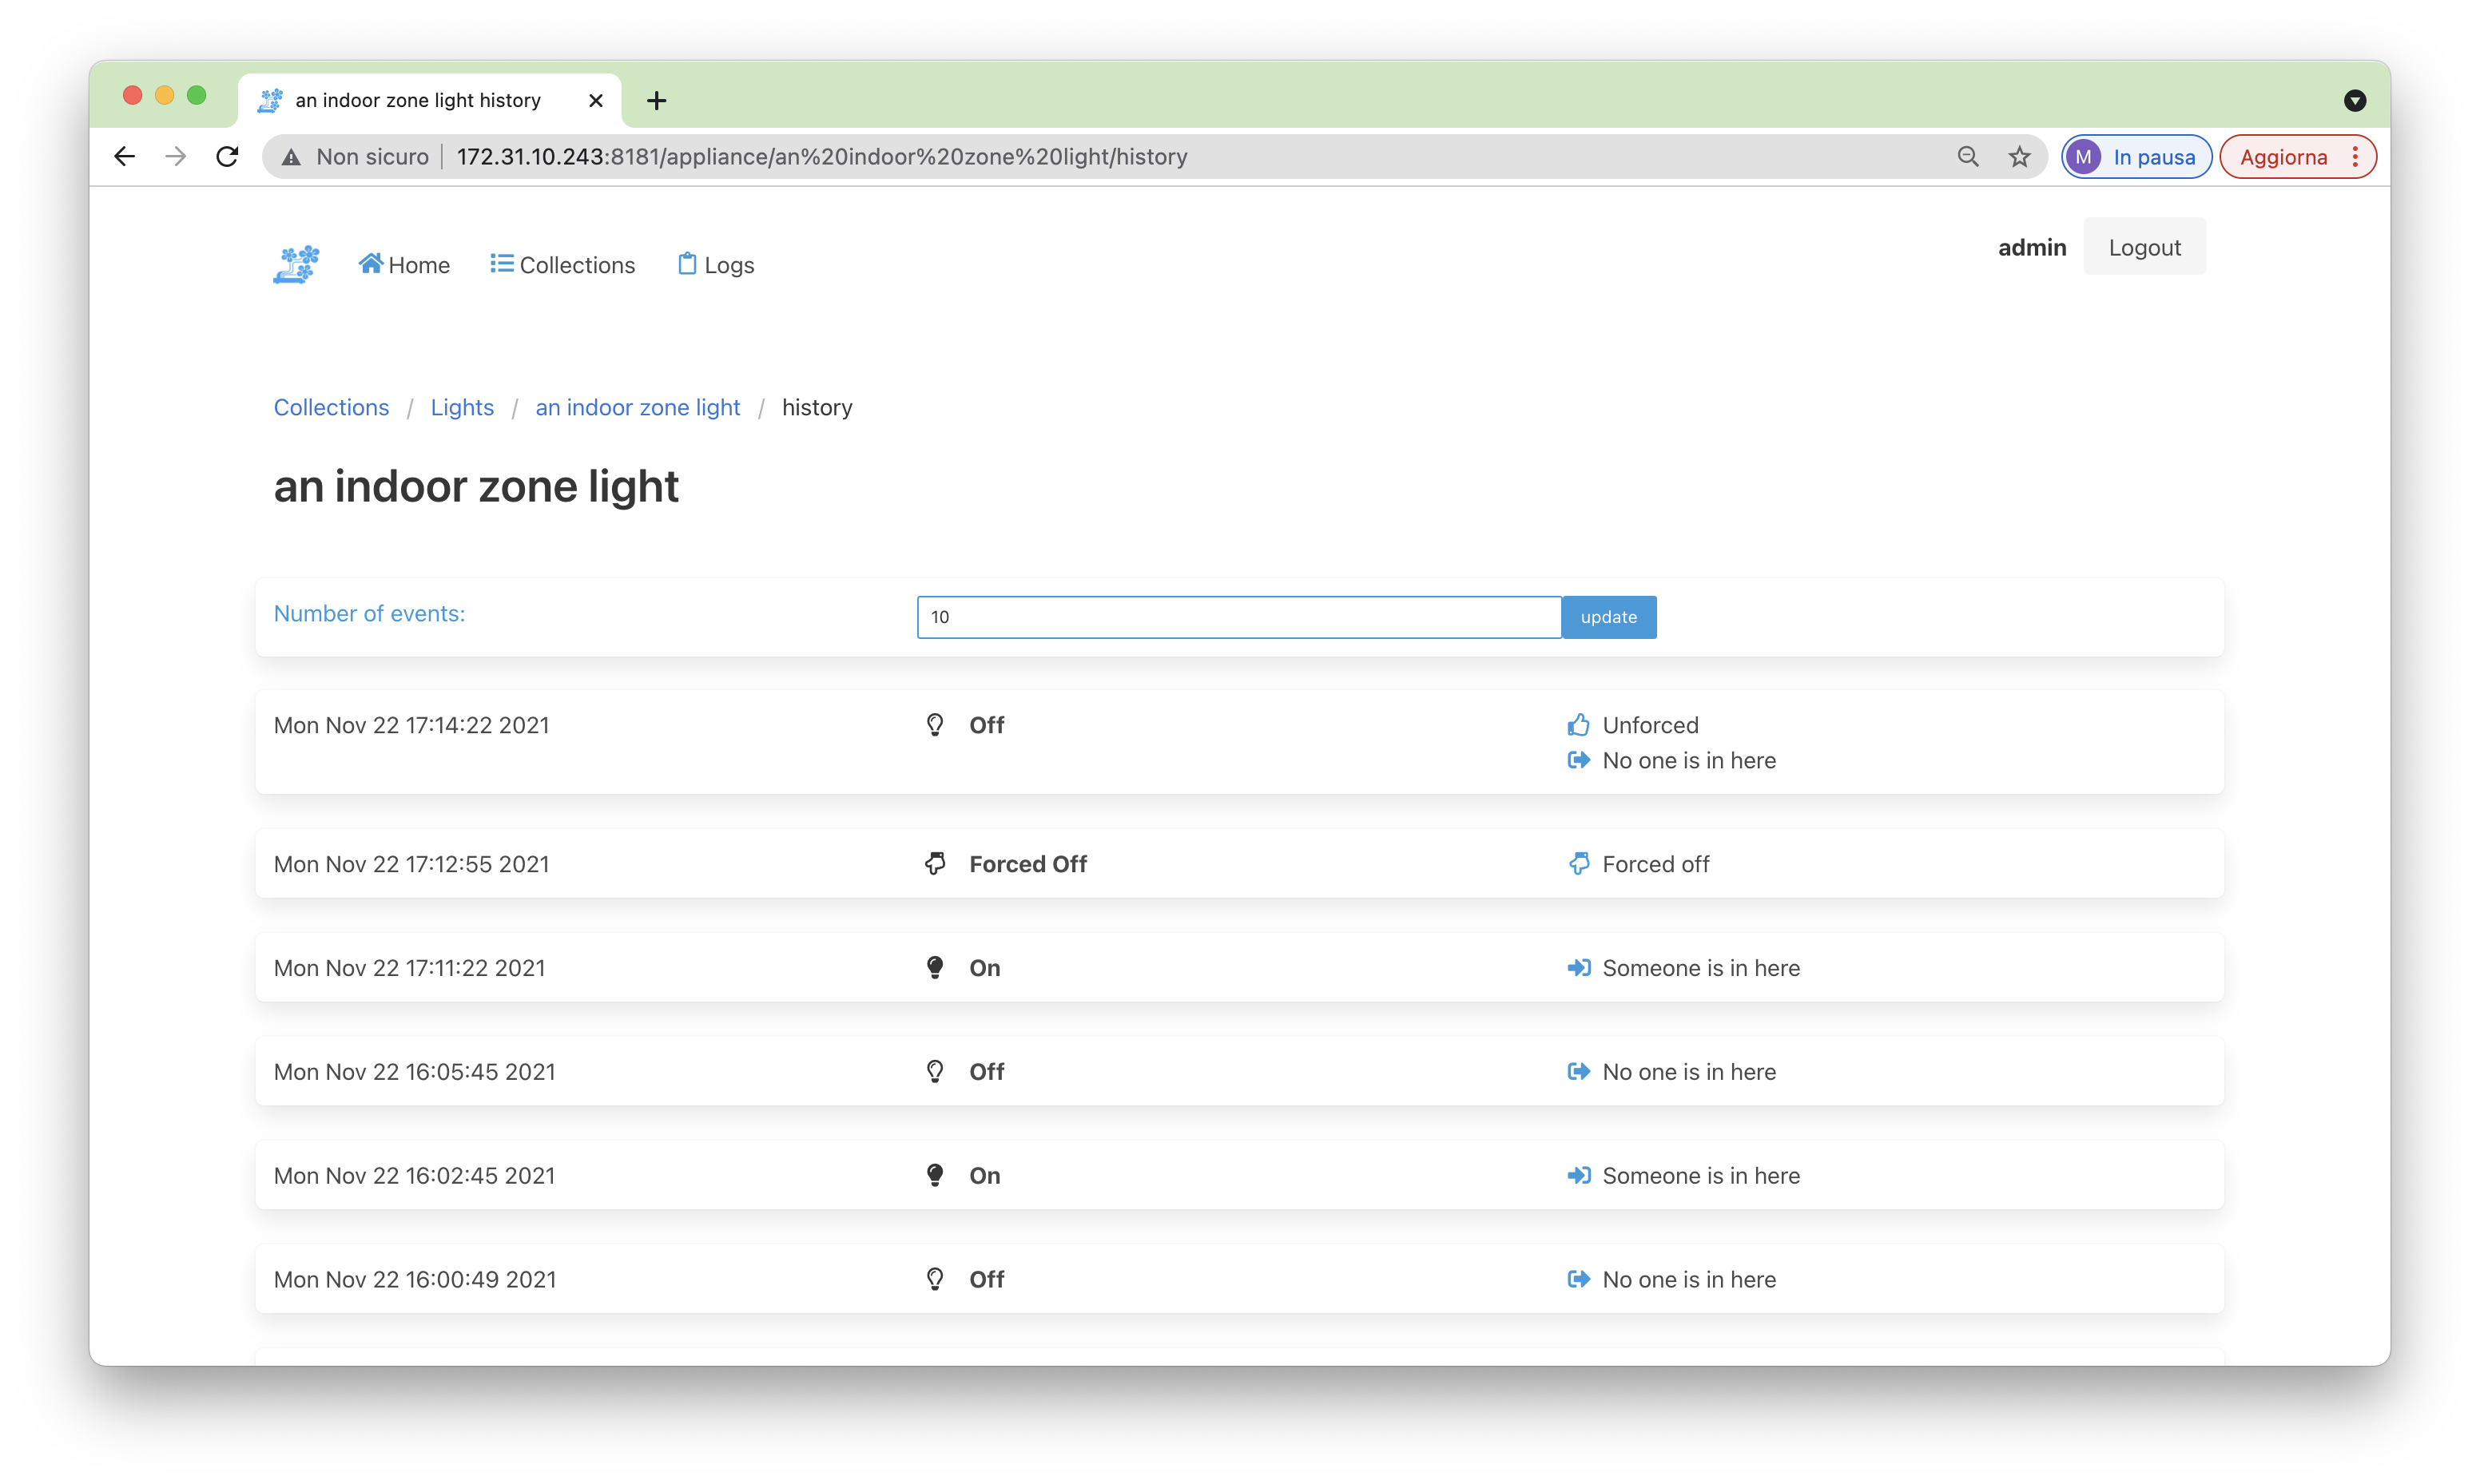 an indoor zone light history
Non sicuro 172.31.10.243:8181/appliance/an%20indoor%20zone%20light/history M In pausa Aggiorna
Home Collections Logs admin Logout
Collections / Lights / an indoor zone light / history
an indoor zone light
Number of events: 10 update
Mon Nov 22 17:14:22 2021 Off Unforced
No one is in here
Mon Nov 22 17:12:55 2021 Forced Off Forced off
Mon Nov 22 17:11:22 2021 On Someone is in here
Mon Nov 22 16:05:45 2021 Off No one is in here
Mon Nov 22 16:02:45 2021 On Someone is in here
Mon Nov 22 16:00:49 2021 Off No one is in here